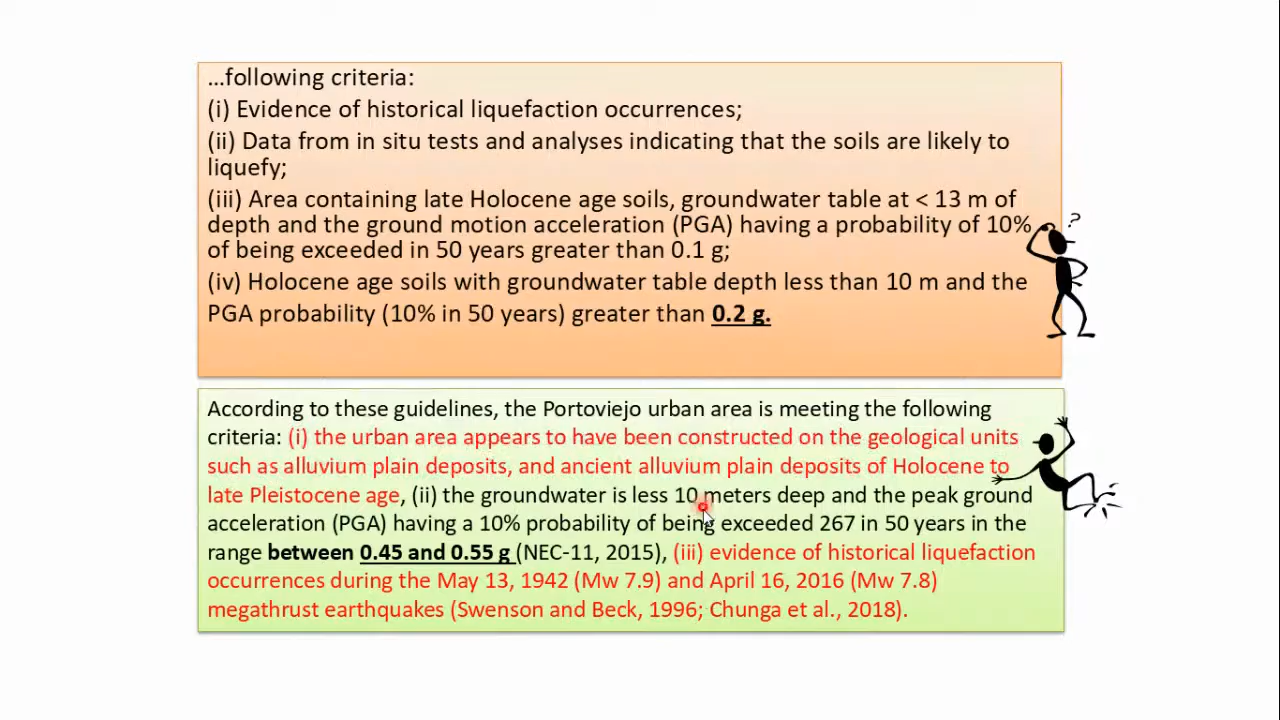 ...following criteria:
(i) Evidence of historical liquefaction occurrences;
(ii) Data from in situ tests and analyses indicating that the soils are likely to
liquefy;
(iii) Area containing late Holocene age soils, groundwater table at < 13 m of
depth and the ground motion acceleration (PGA) having a probability of 10%
of being exceeded in 50 years greater than 0.1 g;
(iv) Holocene age soils with groundwater table depth less than 10 m and the
PGA probability (10% in 50 years) greater than 0.2 g.
?
According to these guidelines, the Portoviejo urban area is meeting the following
criteria: (i) the urban area appears to have been constructed on the geological units
such as alluvium plain deposits, and ancient alluvium plain deposits of Holocene to
late Pleistocene age, (ii) the groundwater is less 10 meters deep and the peak ground
acceleration (PGA) having a 10% probability of being exceeded 267 in 50 years in the
range between 0.45 and 0.55 g (NEC-11, 2015), (iii) evidence of historical liquefaction
occurrences during the May 13, 1942 (Mw 7.9) and April 16, 2016 (Mw 7.8)
megathrust earthquakes (Swenson and Beck, 1996; Chunga et al., 2018).